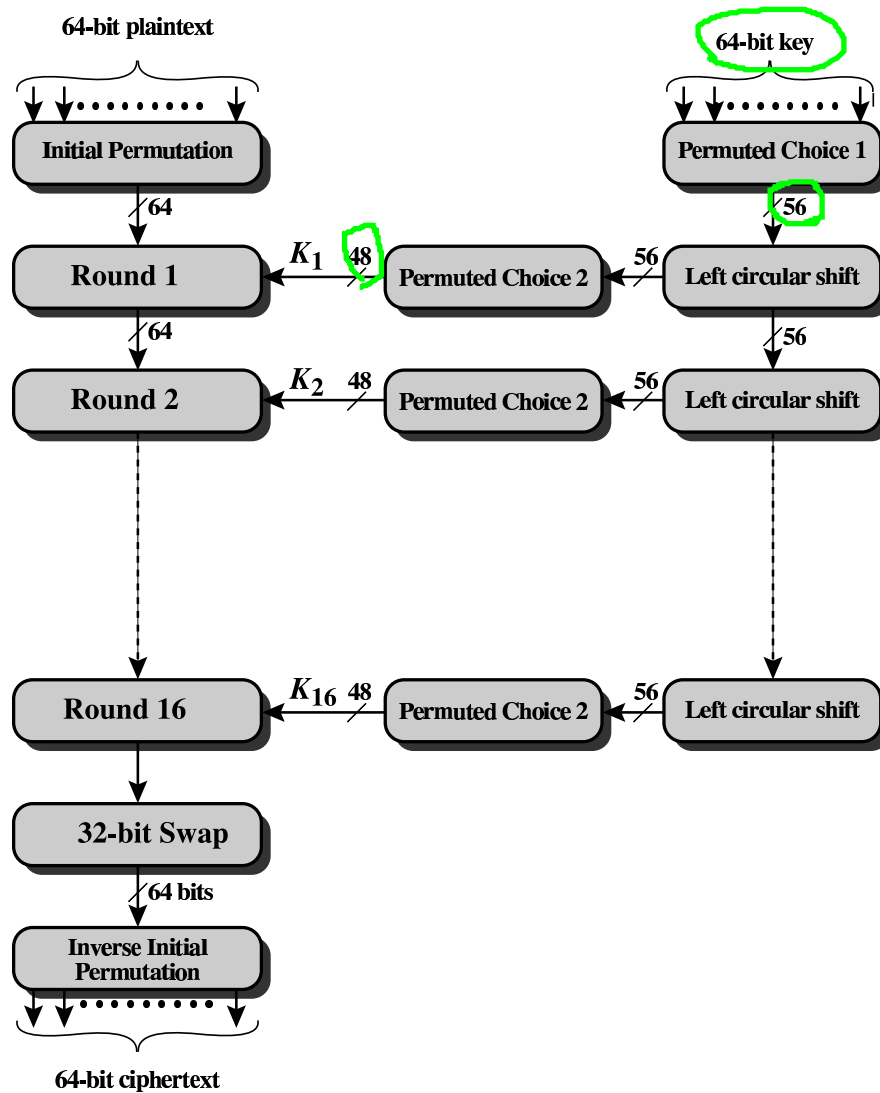 64-bit plaintext
64-bit key
Initial Permutation
Permuted Choice 1
64
56
Round 1
K1
48
Permuted Choice 2
56
Left circular shift
64
56
Round 2
K2
48
Permuted Choice 2
56
Left circular shift
Round 16
K16
48
Permuted Choice 2
56
Left circular shift
32-bit Swap
64 bits
Inverse Initial
Permutation
64-bit ciphertext